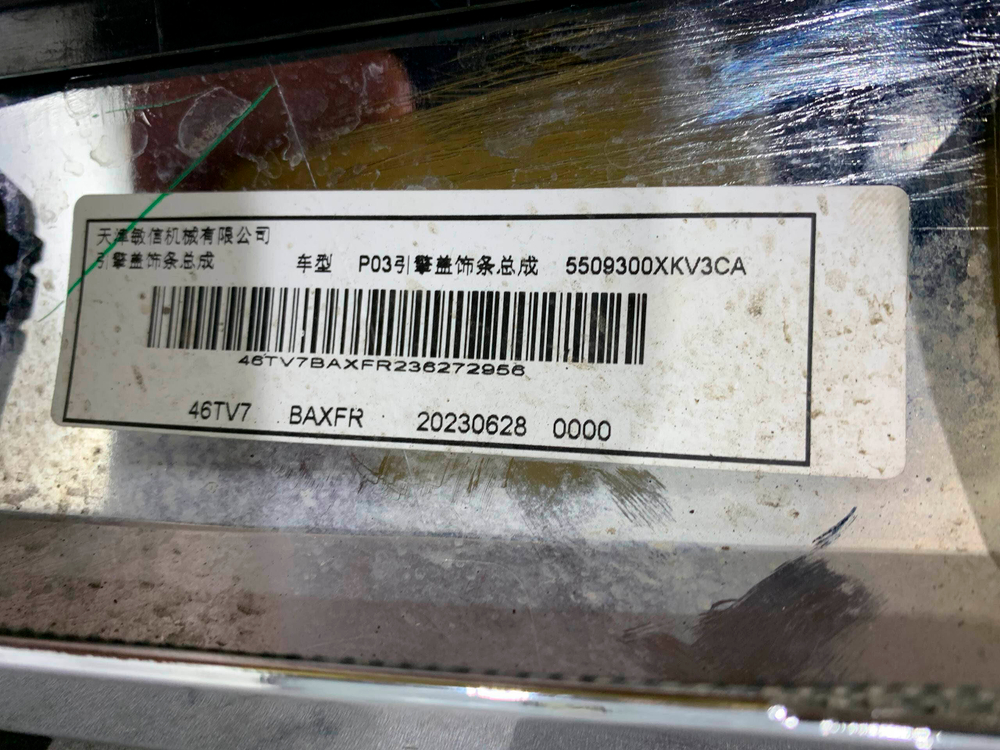 天津敏信机械有限公司
引擎盖饰条总成 车型 P03引擎盖饰条总成 5509300XKV3CA
46TV7BAXFR236272956
46TV7 BAXFR 20230628 0000